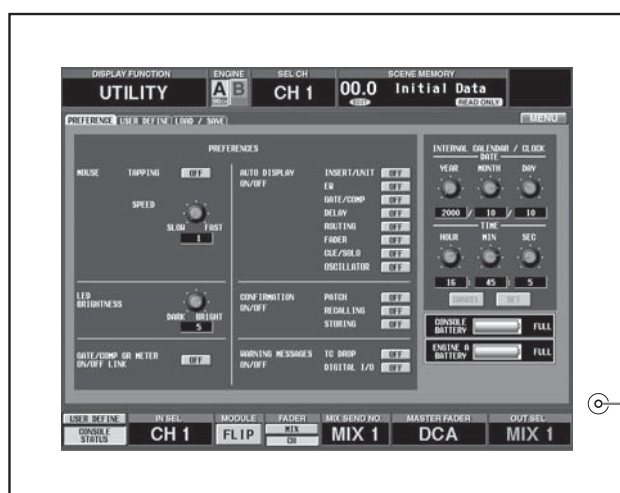 DISPLAY FUNCTION ENGINE SEL CH SCENE MEMORY
UTILITY A B CH 1 00.0 Initial Data
EDIT READ ONLY
PREFERENCE USER DEFINE LOAD / SAVE MENU
PREFERENCES
MOUSE TAPPING OFF
SPEED
SLOW FAST
1
LED BRIGHTNESS
DARK BRIGHT
5
GATE/COMP GR METER OFF
ON/OFF LINK
AUTO DISPLAY INSERT/UNIT OFF
ON/OFF EQ OFF
GATE/COMP OFF
DELAY OFF
ROUTING OFF
FADER OFF
CUE/SOLO OFF
OSCILLATOR OFF
CONFIRMATION PATCH OFF
ON/OFF RECALLING OFF
STORING OFF
WARNING MESSAGES TC DROP OFF
ON/OFF DIGITAL I/O OFF
INTERNAL CALENDAR / CLOCK
DATE
YEAR MONTH DAY
2000 / 10 / 10
TIME
HOUR MIN SEC
16 : 45 : 5
CANCEL SET
CONSOLE BATTERY FULL
ENGINE A BATTERY FULL
USER DEFINE IN SEL MODULE FADER MIX SEND NO. MASTER FADER OUT SEL
CONSOLE STATUS CH 1 FLIP MIX CH MIX 1 DCA MIX 1